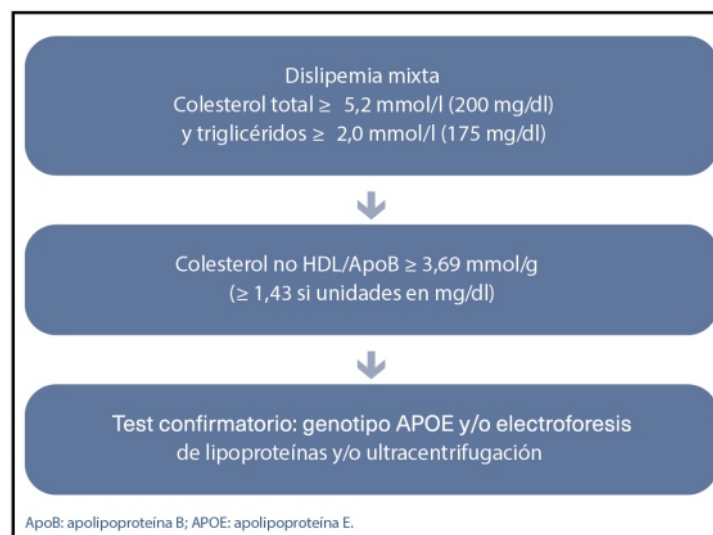 Dislipemia mixta
Colesterol total ≥ 5,2 mmol/l (200 mg/dl)
y triglicéridos ≥ 2,0 mmol/l (175 mg/dl)
Colesterol no HDL/ApoB ≥ 3,69 mmol/g
(≥ 1,43 si unidades en mg/dl)
Test confirmatorio: genotipo APOE y/o electroforesis
de lipoproteínas y/o ultracentrifugación
ApoB: apolipoproteína B; APOE: apolipoproteína E.